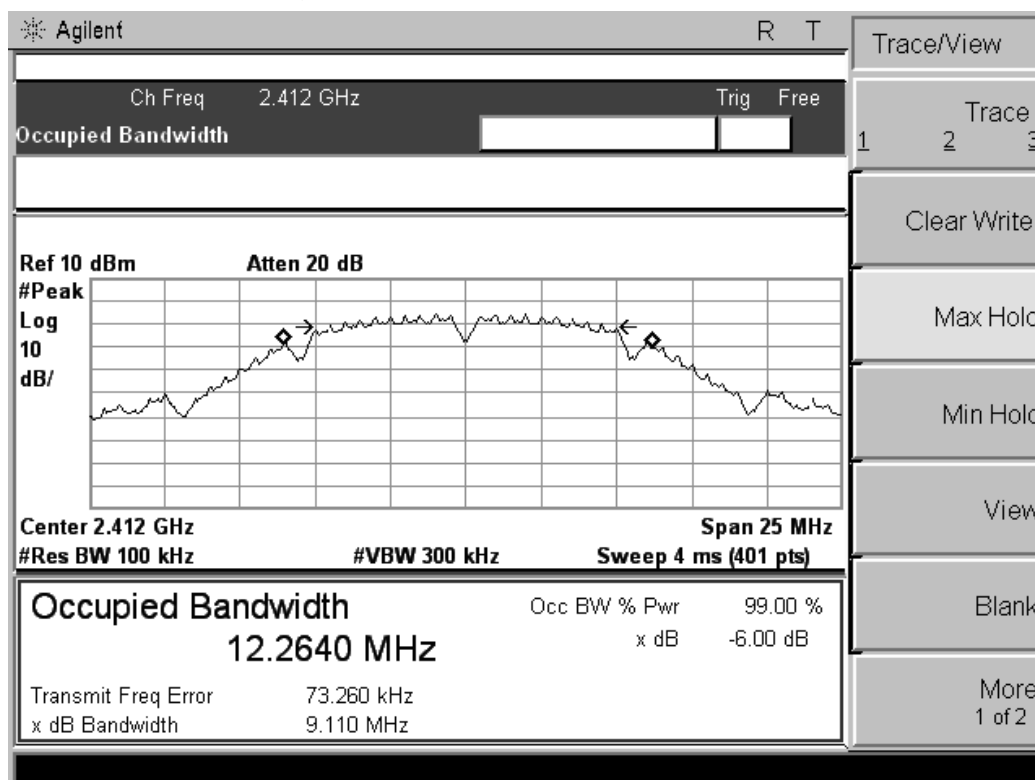 Agilent R T
Trace/View
Ch Freq 2.412 GHz Trig Free
Occupied Bandwidth
Trace
1 2 3
Clear Write
Max Hold
Min Hold
View
Blank
More
1 of 2
Ref 10 dBm Atten 20 dB
#Peak
Log
10
dB/
Center 2.412 GHz Span 25 MHz
#Res BW 100 kHz #VBW 300 kHz Sweep 4 ms (401 pts)
Occupied Bandwidth
12.2640 MHz
Occ BW % Pwr 99.00 %
x dB -6.00 dB
Transmit Freq Error 73.260 kHz
x dB Bandwidth 9.110 MHz